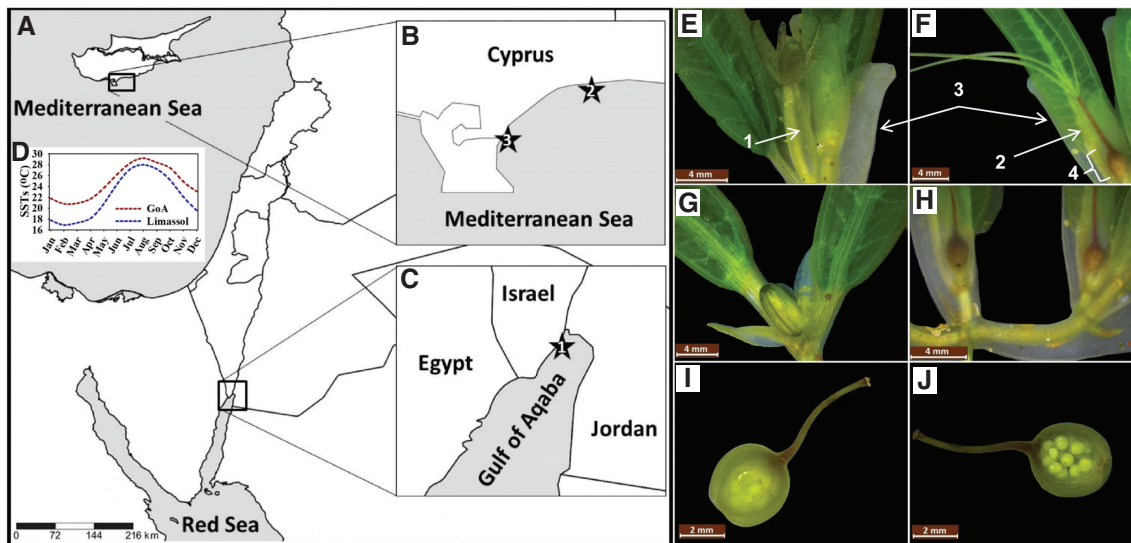 A
Mediterranean Sea
Red Sea
0 72 144 216 km
B
Cyprus
2
3
Mediterranean Sea
C
Israel
Egypt
1
Gulf of Aqaba
Jordan
D
SSTs (°C)
30
28
26
24
22
20
18
16
GoA
Limassol
Jan Feb Mar Apr May Jun Jul Aug Sep Oct Nov Dec
E
1
4 mm
F
3
2
4
4 mm
G
4 mm
H
4 mm
I
2 mm
J
2 mm